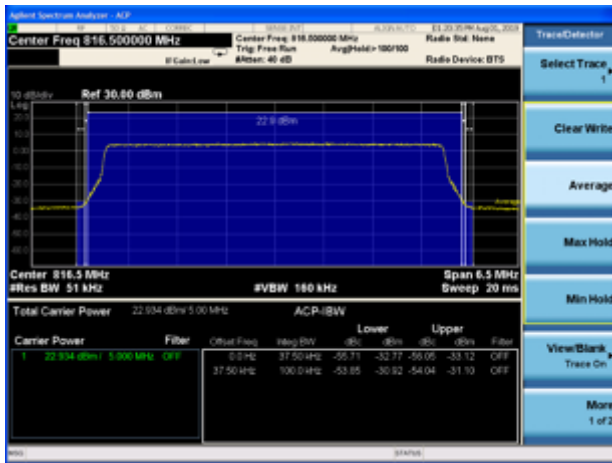 Agilent Spectrum Analyzer - ACP
Center Freq 816.500000 MHz
Center Freq: 816.500000 MHz
Radio Std: None
Trig: Free Run
Avg|Hold:> 100/100
IFGain:Low
#Atten: 40 dB
Radio Device: BTS
10 dB/div
Ref 30.00 dBm
Log
20.0
22.9 dBm
Average
Center 816.5 MHz
Span 6.5 MHz
#Res BW 51 kHz
#VBW 160 kHz
Sweep 20 ms
Total Carrier Power 22.934 dBm/ 5.00 MHz
ACP-IBW
Lower Upper
Carrier Power Filter Offset Freq Integ BW dBc dBm dBc dBm Filter
1 22.934 dBm / 5.000 MHz OFF 0.0 Hz 37.50 kHz -55.71 -32.77 -56.05 -33.12 OFF
37.50 kHz 100.0 kHz -53.85 -30.92 -54.04 -31.10 OFF
MSG
STATUS
Trace/Detector
Select Trace
1
Clear Write
Average
Max Hold
Min Hold
View/Blank
Trace On
More
1 of 2